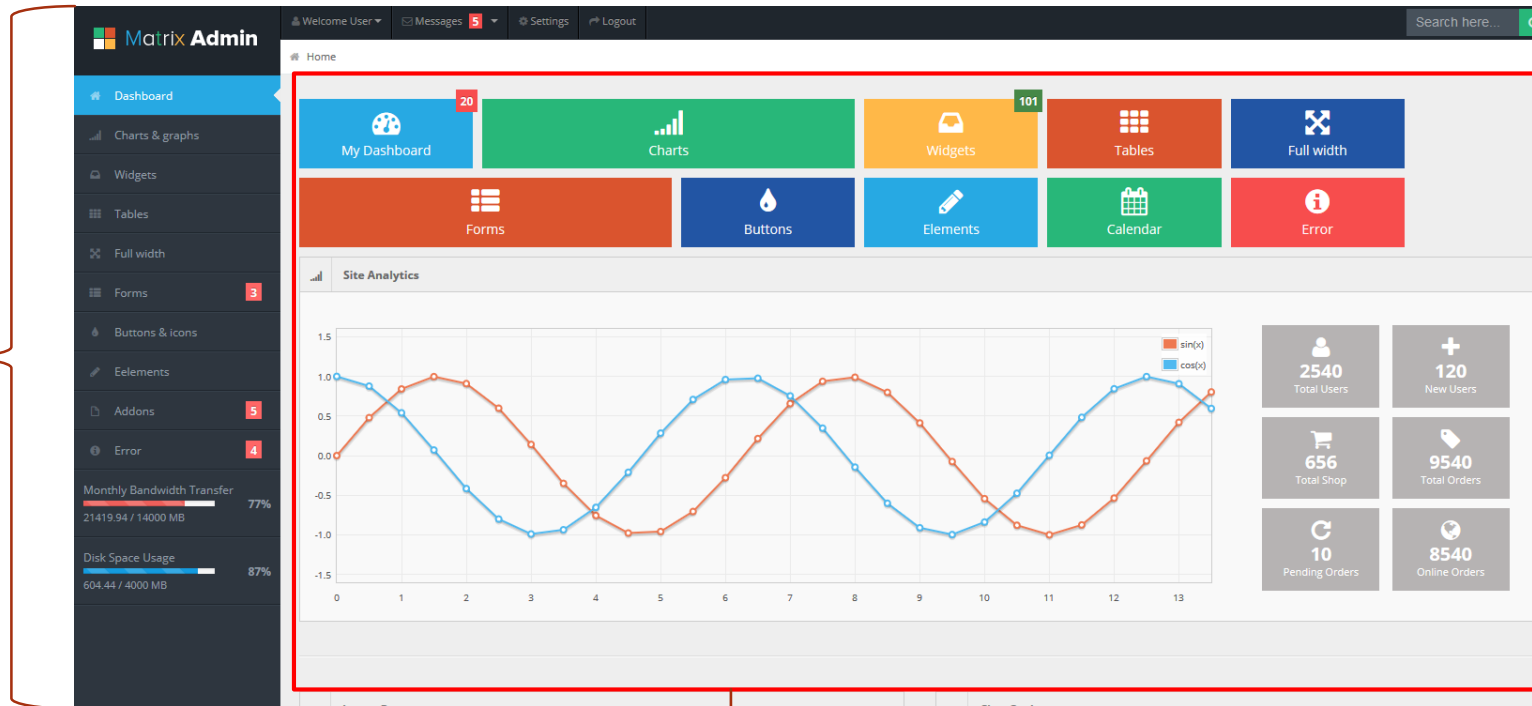 Matrix Admin
Welcome User
Messages 5
Settings
Logout
Search here...
Home
Dashboard
Charts & graphs
Widgets
Tables
Full width
Forms 3
Buttons & icons
Eelements
Addons 5
Error 4
Monthly Bandwidth Transfer
77%
21419.94 / 14000 MB
Disk Space Usage
87%
604.44 / 4000 MB
20
My Dashboard
Charts
101
Widgets
Tables
Full width
Forms
Buttons
Elements
Calendar
Error
Site Analytics
1.5
1.0
0.5
0.0
-0.5
-1.0
-1.5
0 1 2 3 4 5 6 7 8 9 10 11 12 13
sin(x)
cos(x)
2540
Total Users
120
New Users
656
Total Shop
9540
Total Orders
10
Pending Orders
8540
Online Orders